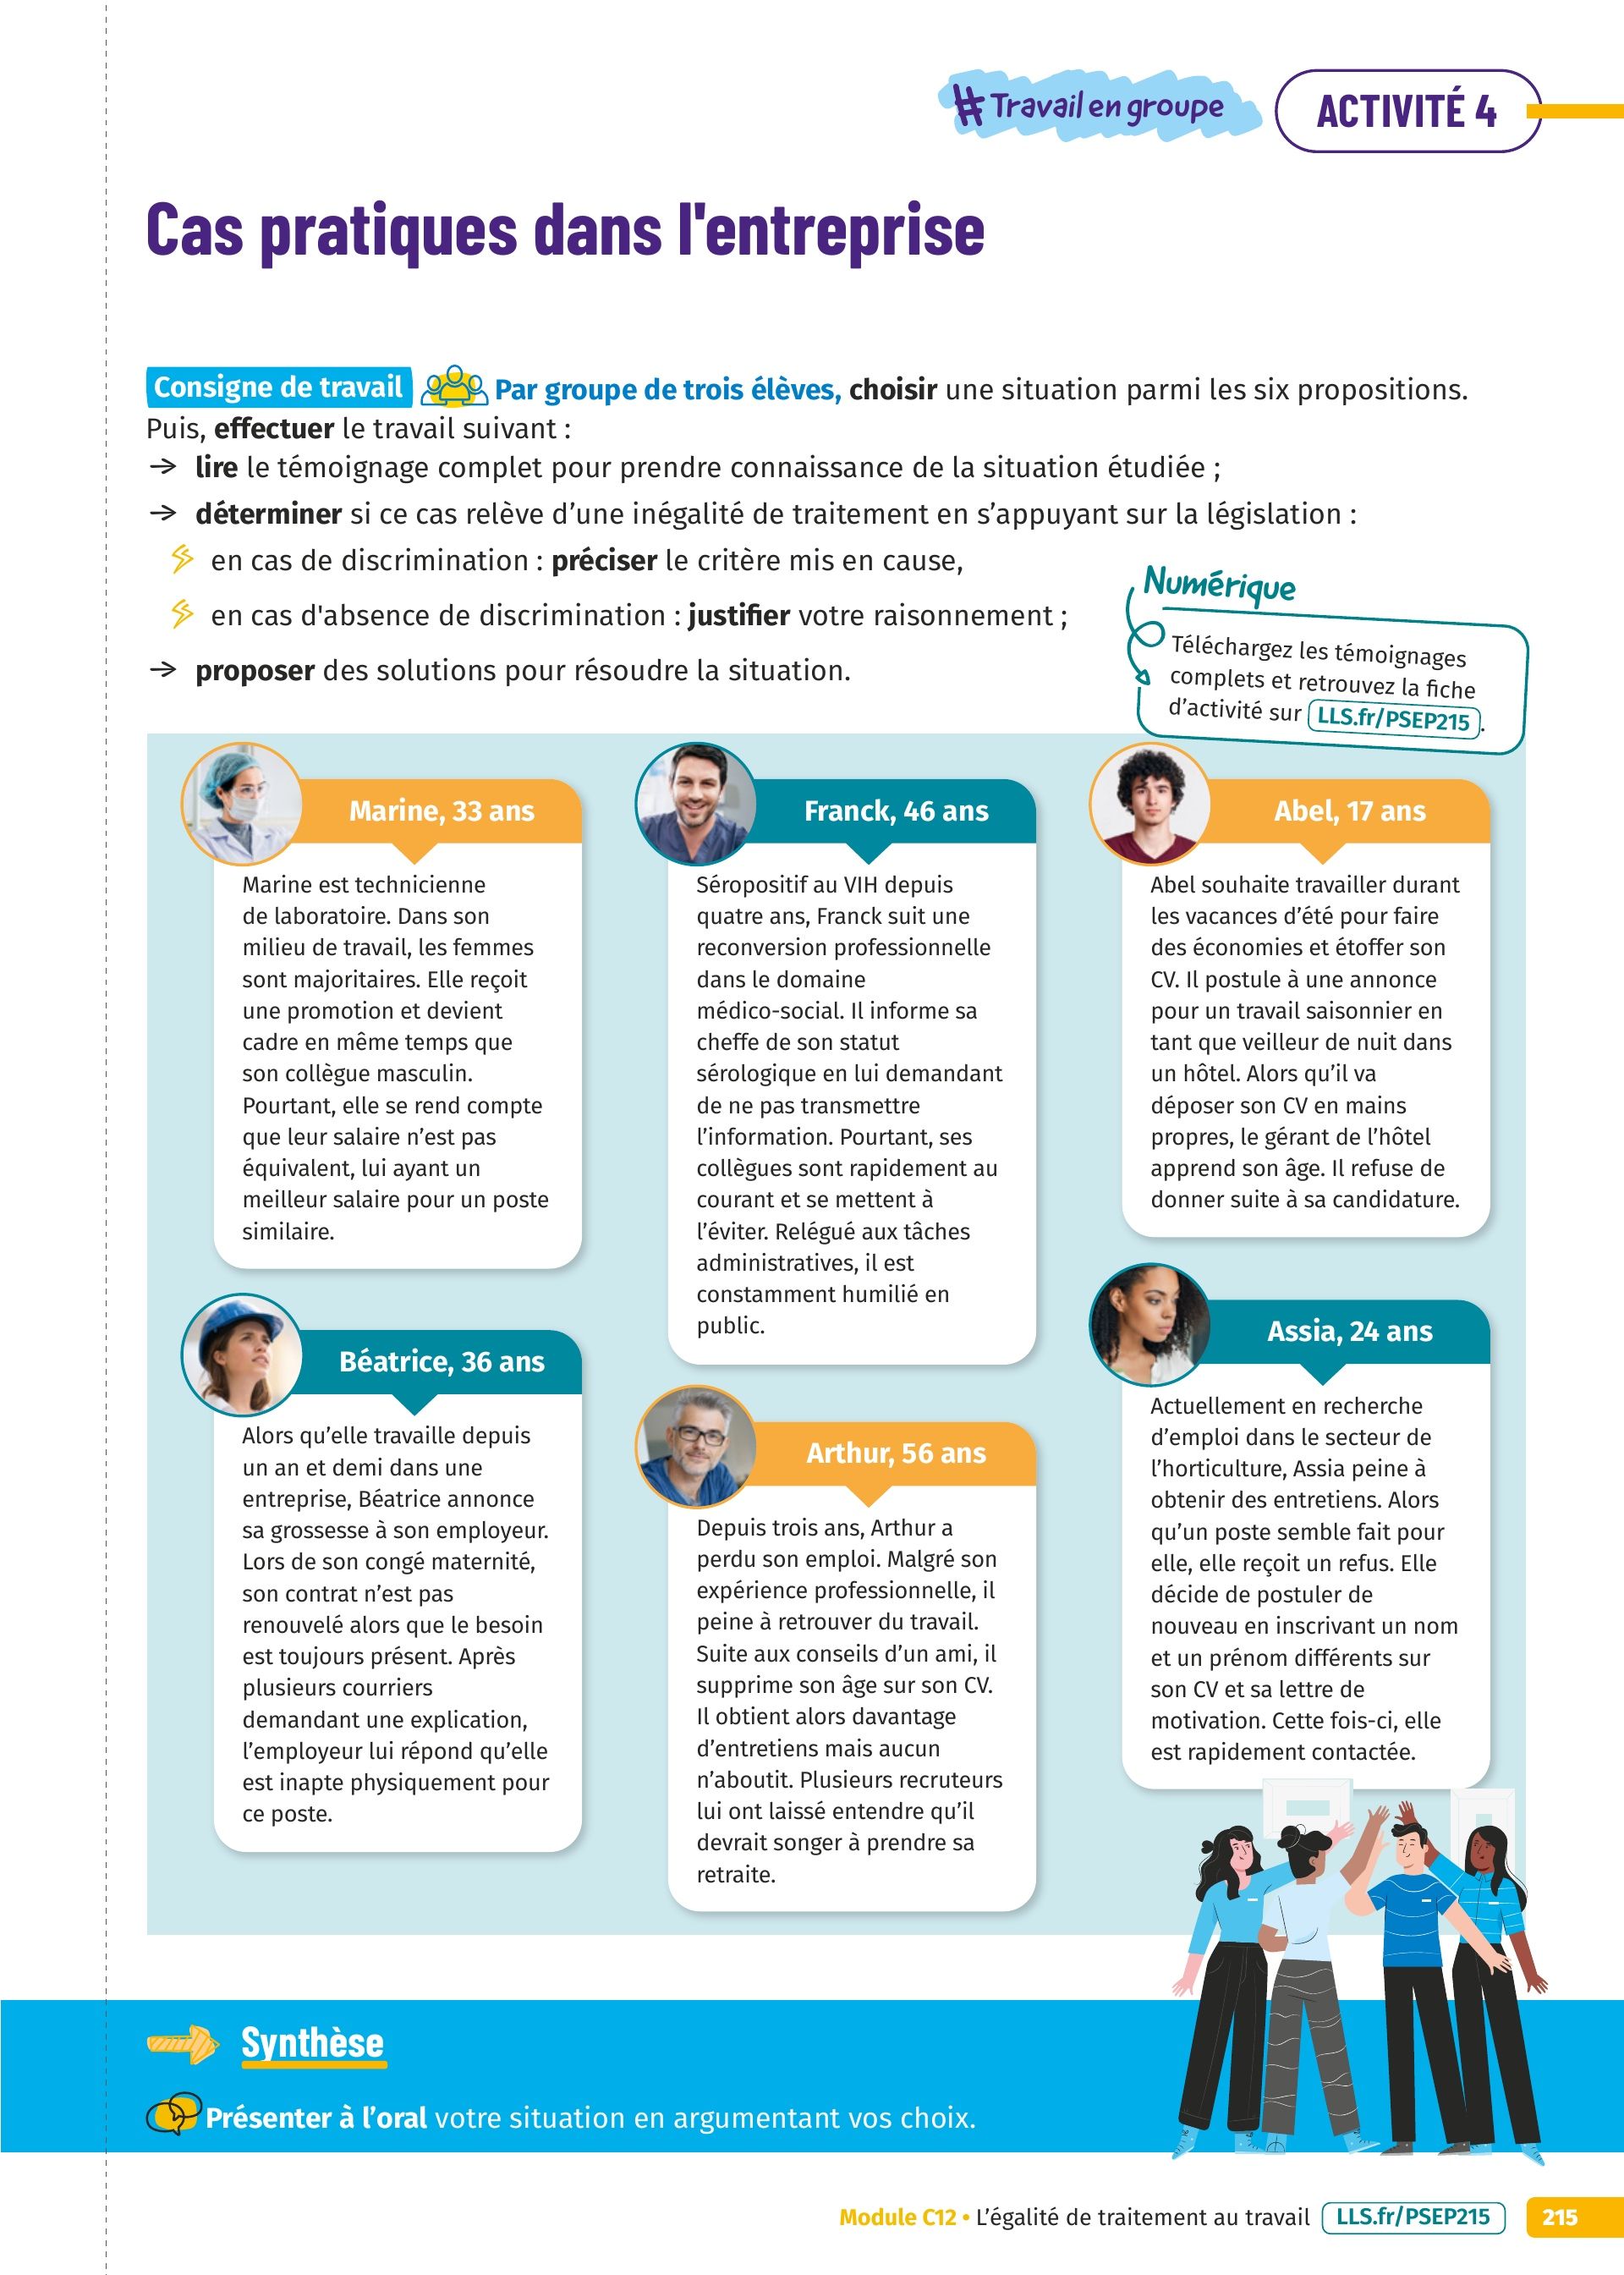 # Travail en groupe
ACTIVITÉ 4
Cas pratiques dans l'entreprise
Consigne de travail Par groupe de trois élèves, choisir une situation parmi les six propositions.
Puis, effectuer le travail suivant :
→ lire le témoignage complet pour prendre connaissance de la situation étudiée ;
→ déterminer si ce cas relève d’une inégalité de traitement en s’appuyant sur la législation :
en cas de discrimination : préciser le critère mis en cause,
en cas d'absence de discrimination : justifier votre raisonnement ;
→ proposer des solutions pour résoudre la situation.
Numérique
Téléchargez les témoignages
complets et retrouvez la fiche
d’activité sur LLS.fr/PSEP215.
Marine, 33 ans
Marine est technicienne
de laboratoire. Dans son
milieu de travail, les femmes
sont majoritaires. Elle reçoit
une promotion et devient
cadre en même temps que
son collègue masculin.
Pourtant, elle se rend compte
que leur salaire n’est pas
équivalent, lui ayant un
meilleur salaire pour un poste
similaire.
Béatrice, 36 ans
Alors qu’elle travaille depuis
un an et demi dans une
entreprise, Béatrice annonce
sa grossesse à son employeur.
Lors de son congé maternité,
son contrat n’est pas
renouvelé alors que le besoin
est toujours présent. Après
plusieurs courriers
demandant une explication,
l’employeur lui répond qu’elle
est inapte physiquement pour
ce poste.
Franck, 46 ans
Séropositif au VIH depuis
quatre ans, Franck suit une
reconversion professionnelle
dans le domaine
médico-social. Il informe sa
cheffe de son statut
sérologique en lui demandant
de ne pas transmettre
l’information. Pourtant, ses
collègues sont rapidement au
courant et se mettent à
l’éviter. Relégué aux tâches
administratives, il est
constamment humilié en
public.
Arthur, 56 ans
Depuis trois ans, Arthur a
perdu son emploi. Malgré son
expérience professionnelle, il
peine à retrouver du travail.
Suite aux conseils d’un ami, il
supprime son âge sur son CV.
Il obtient alors davantage
d’entretiens mais aucun
n’aboutit. Plusieurs recruteurs
lui ont laissé entendre qu’il
devrait songer à prendre sa
retraite.
Abel, 17 ans
Abel souhaite travailler durant
les vacances d’été pour faire
des économies et étoffer son
CV. Il postule à une annonce
pour un travail saisonnier en
tant que veilleur de nuit dans
un hôtel. Alors qu’il va
déposer son CV en mains
propres, le gérant de l’hôtel
apprend son âge. Il refuse de
donner suite à sa candidature.
Assia, 24 ans
Actuellement en recherche
d’emploi dans le secteur de
l’horticulture, Assia peine à
obtenir des entretiens. Alors
qu’un poste semble fait pour
elle, elle reçoit un refus. Elle
décide de postuler de
nouveau en inscrivant un nom
et un prénom différents sur
son CV et sa lettre de
motivation. Cette fois-ci, elle
est rapidement contactée.
Synthèse
Présenter à l’oral votre situation en argumentant vos choix.
Module C12 • L’égalité de traitement au travail LLS.fr/PSEP215 215